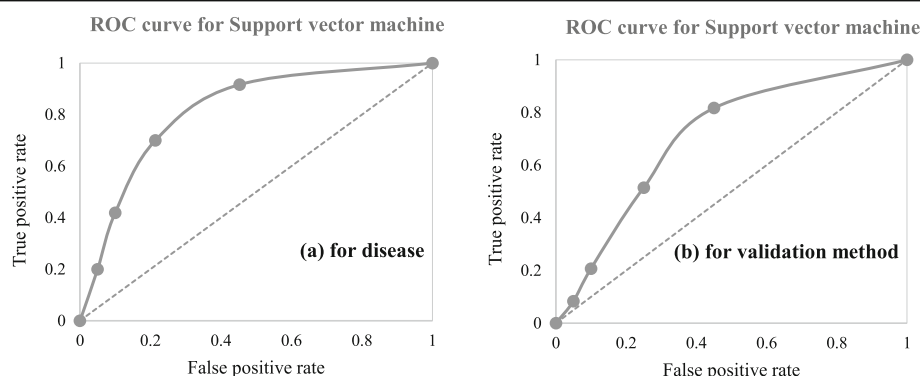 ROC curve for Support vector machine
1
0.8
0.6
0.4
0.2
0
True positive rate
(a) for disease
0 0.2 0.4 0.6 0.8 1
False positive rate
ROC curve for Support vector machine
1
0.8
0.6
0.4
0.2
0
True positive rate
(b) for validation method
0 0.2 0.4 0.6 0.8 1
False positive rate